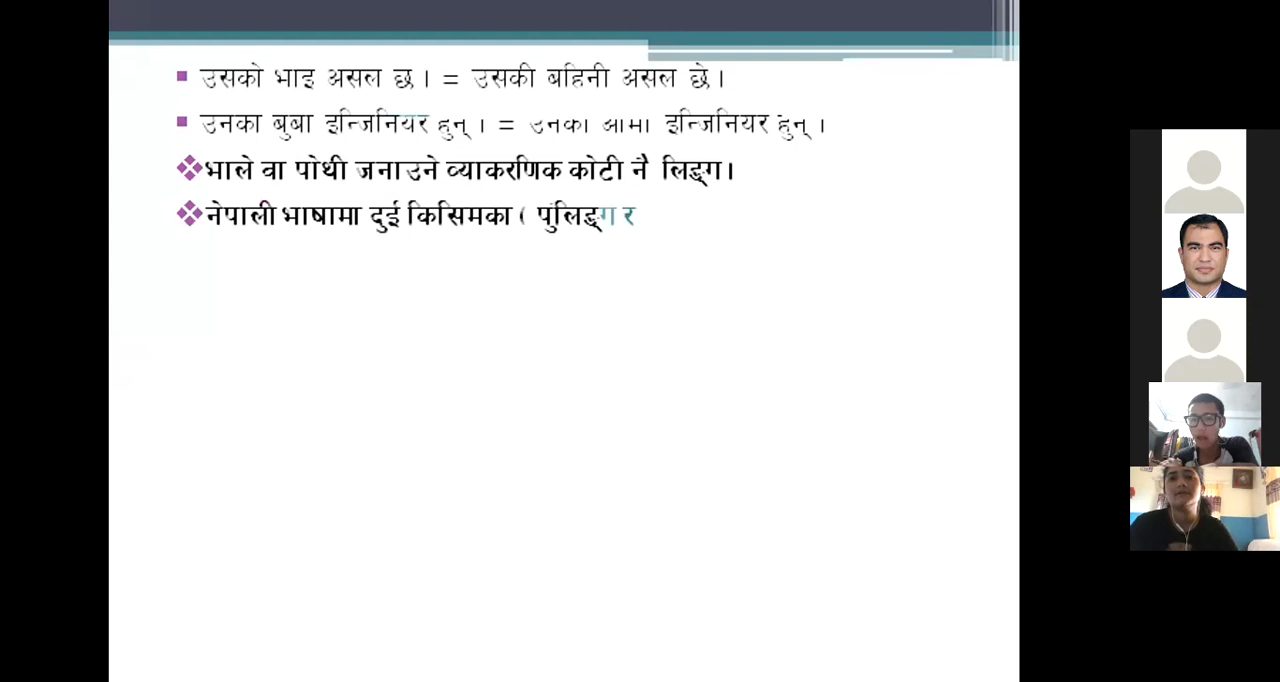 उसको भाइ असल छ । = उसकी बहिनी असल छे ।
उनका बुबा इन्जिनियर हुन् । = उनका आमा इन्जिनियर हुन् ।
भाले वा पोथी जनाउने व्याकरणिक कोटी नै लिङ्ग।
नेपाली भाषामा दुई किसिमका ( पुंलिङ्ग र